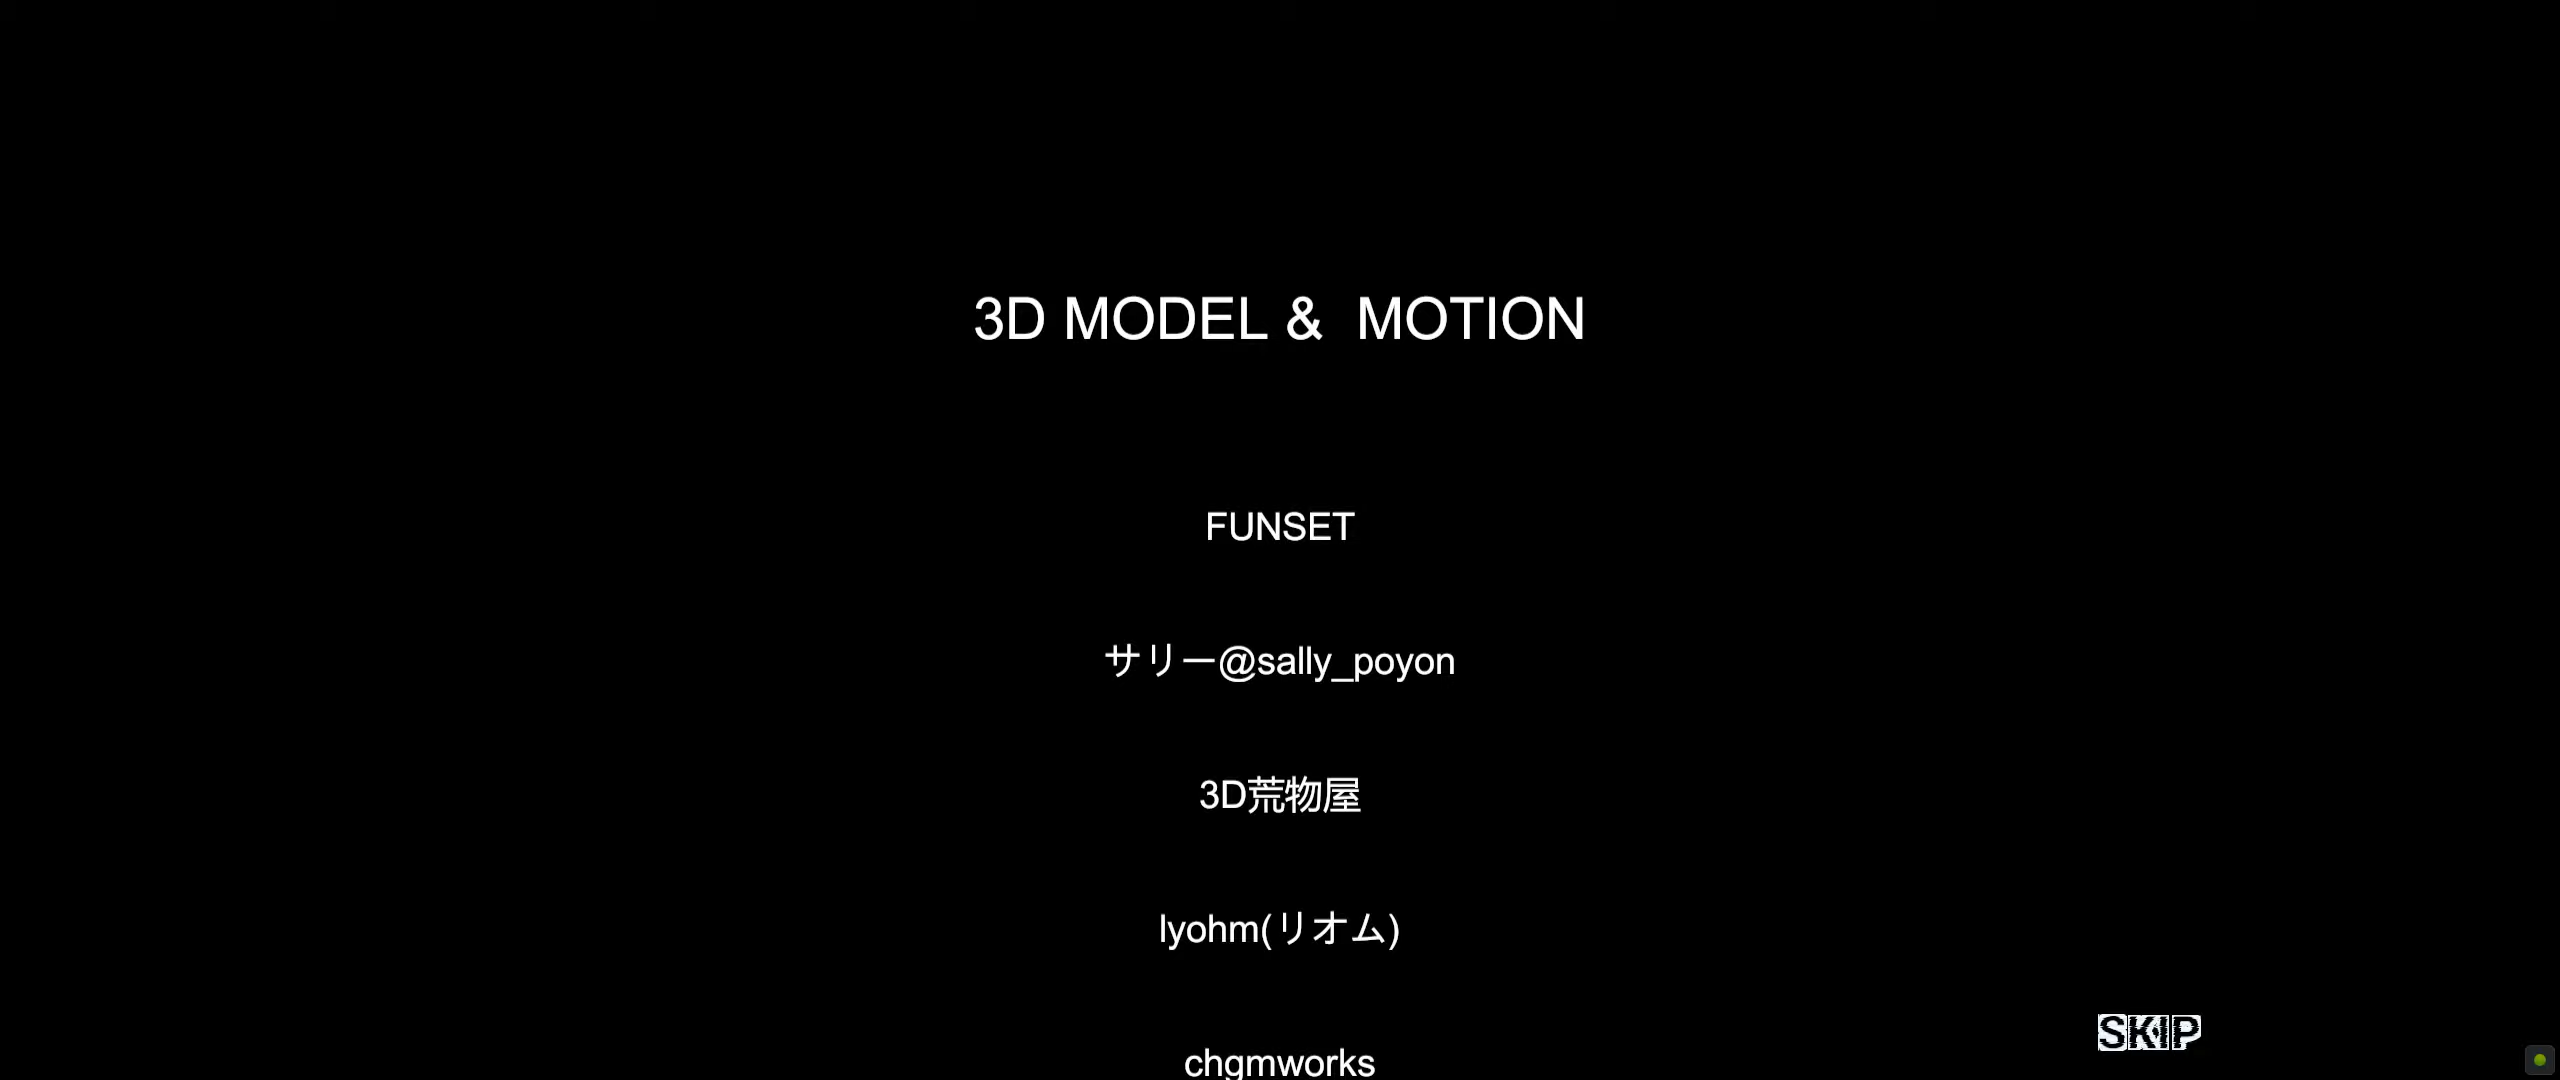 3D MODEL &  MOTION
FUNSET
サリー@sally_poyon
3D荒物屋
lyohm(リオム)
chgmworks
SKIP